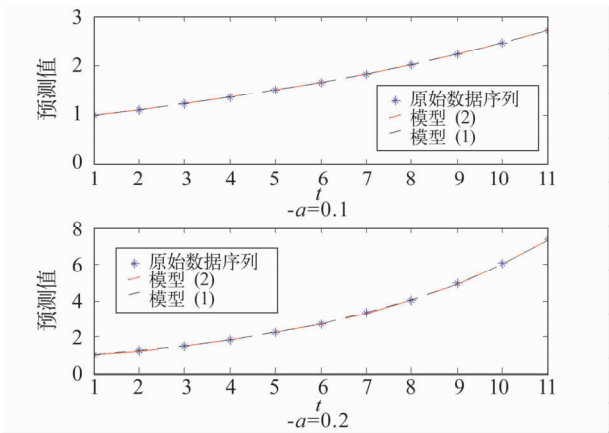 3
2
1
0
预测值
原始数据序列
模型 (2)
模型 (1)
1 2 3 4 5 6 7 8 9 10 11
t
-a=0.1
8
6
4
2
0
预测值
原始数据序列
模型 (2)
模型 (1)
1 2 3 4 5 6 7 8 9 10 11
t
-a=0.2